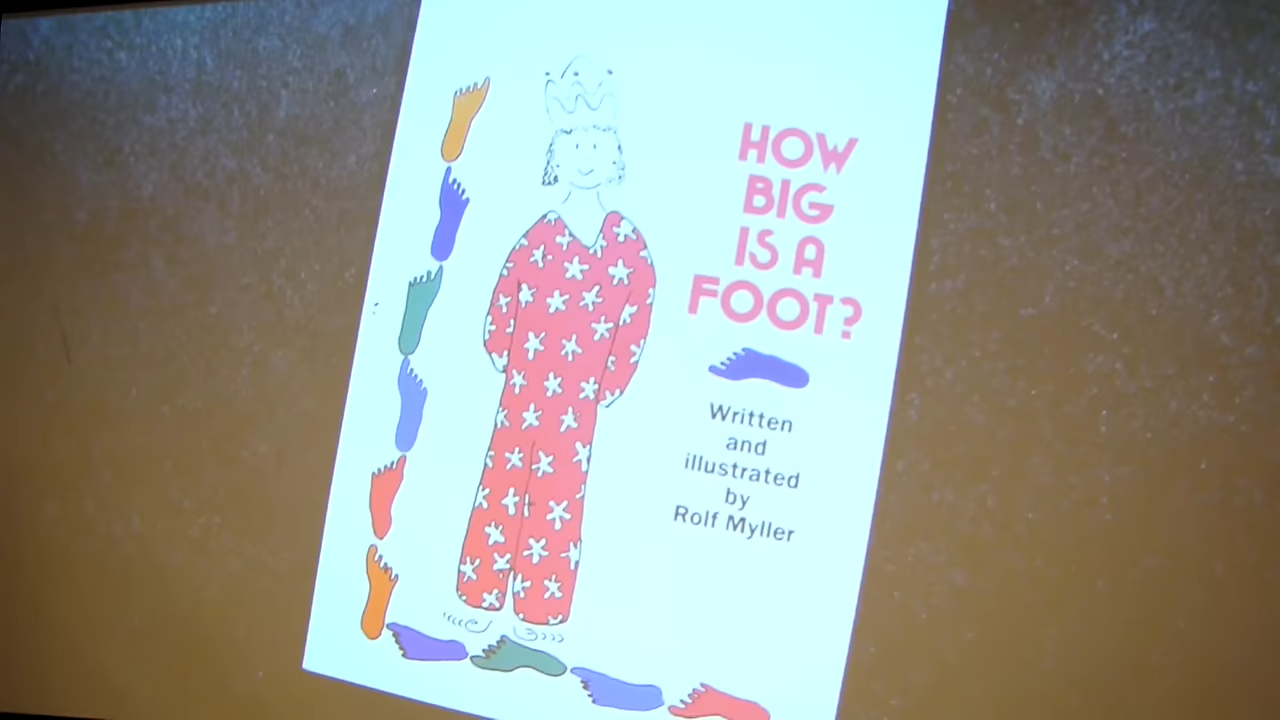 HOW
BIG
IS A
FOOT?
Written
and
illustrated
by
Rolf Myller